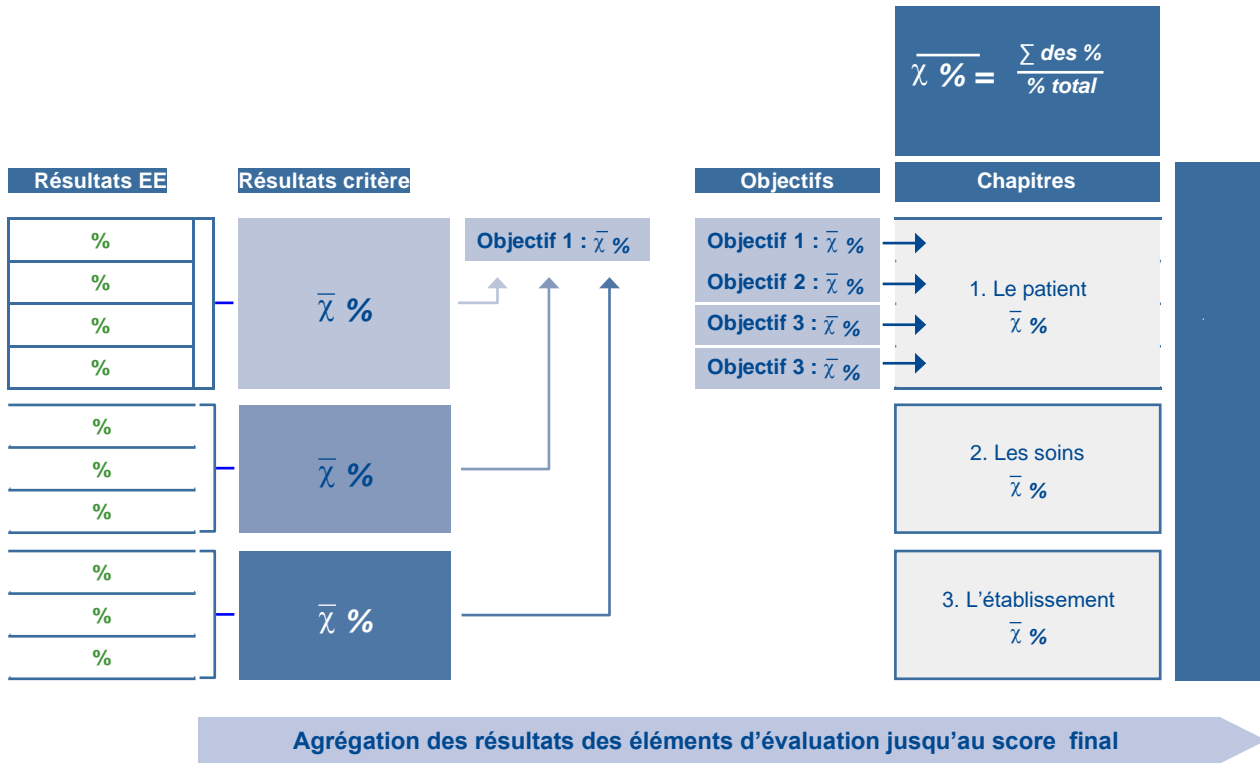 χ̅ % = ∑ des % / % total
Résultats EE
Résultats critère
Objectifs
Chapitres
%
%
%
%
χ̅ %
Objectif 1 : χ̅ %
Objectif 1 : χ̅ %
Objectif 2 : χ̅ %
Objectif 3 : χ̅ %
Objectif 3 : χ̅ %
1. Le patient
χ̅ %
%
%
%
χ̅ %
2. Les soins
χ̅ %
%
%
%
χ̅ %
3. L'établissement
χ̅ %
Agrégation des résultats des éléments d'évaluation jusqu'au score final